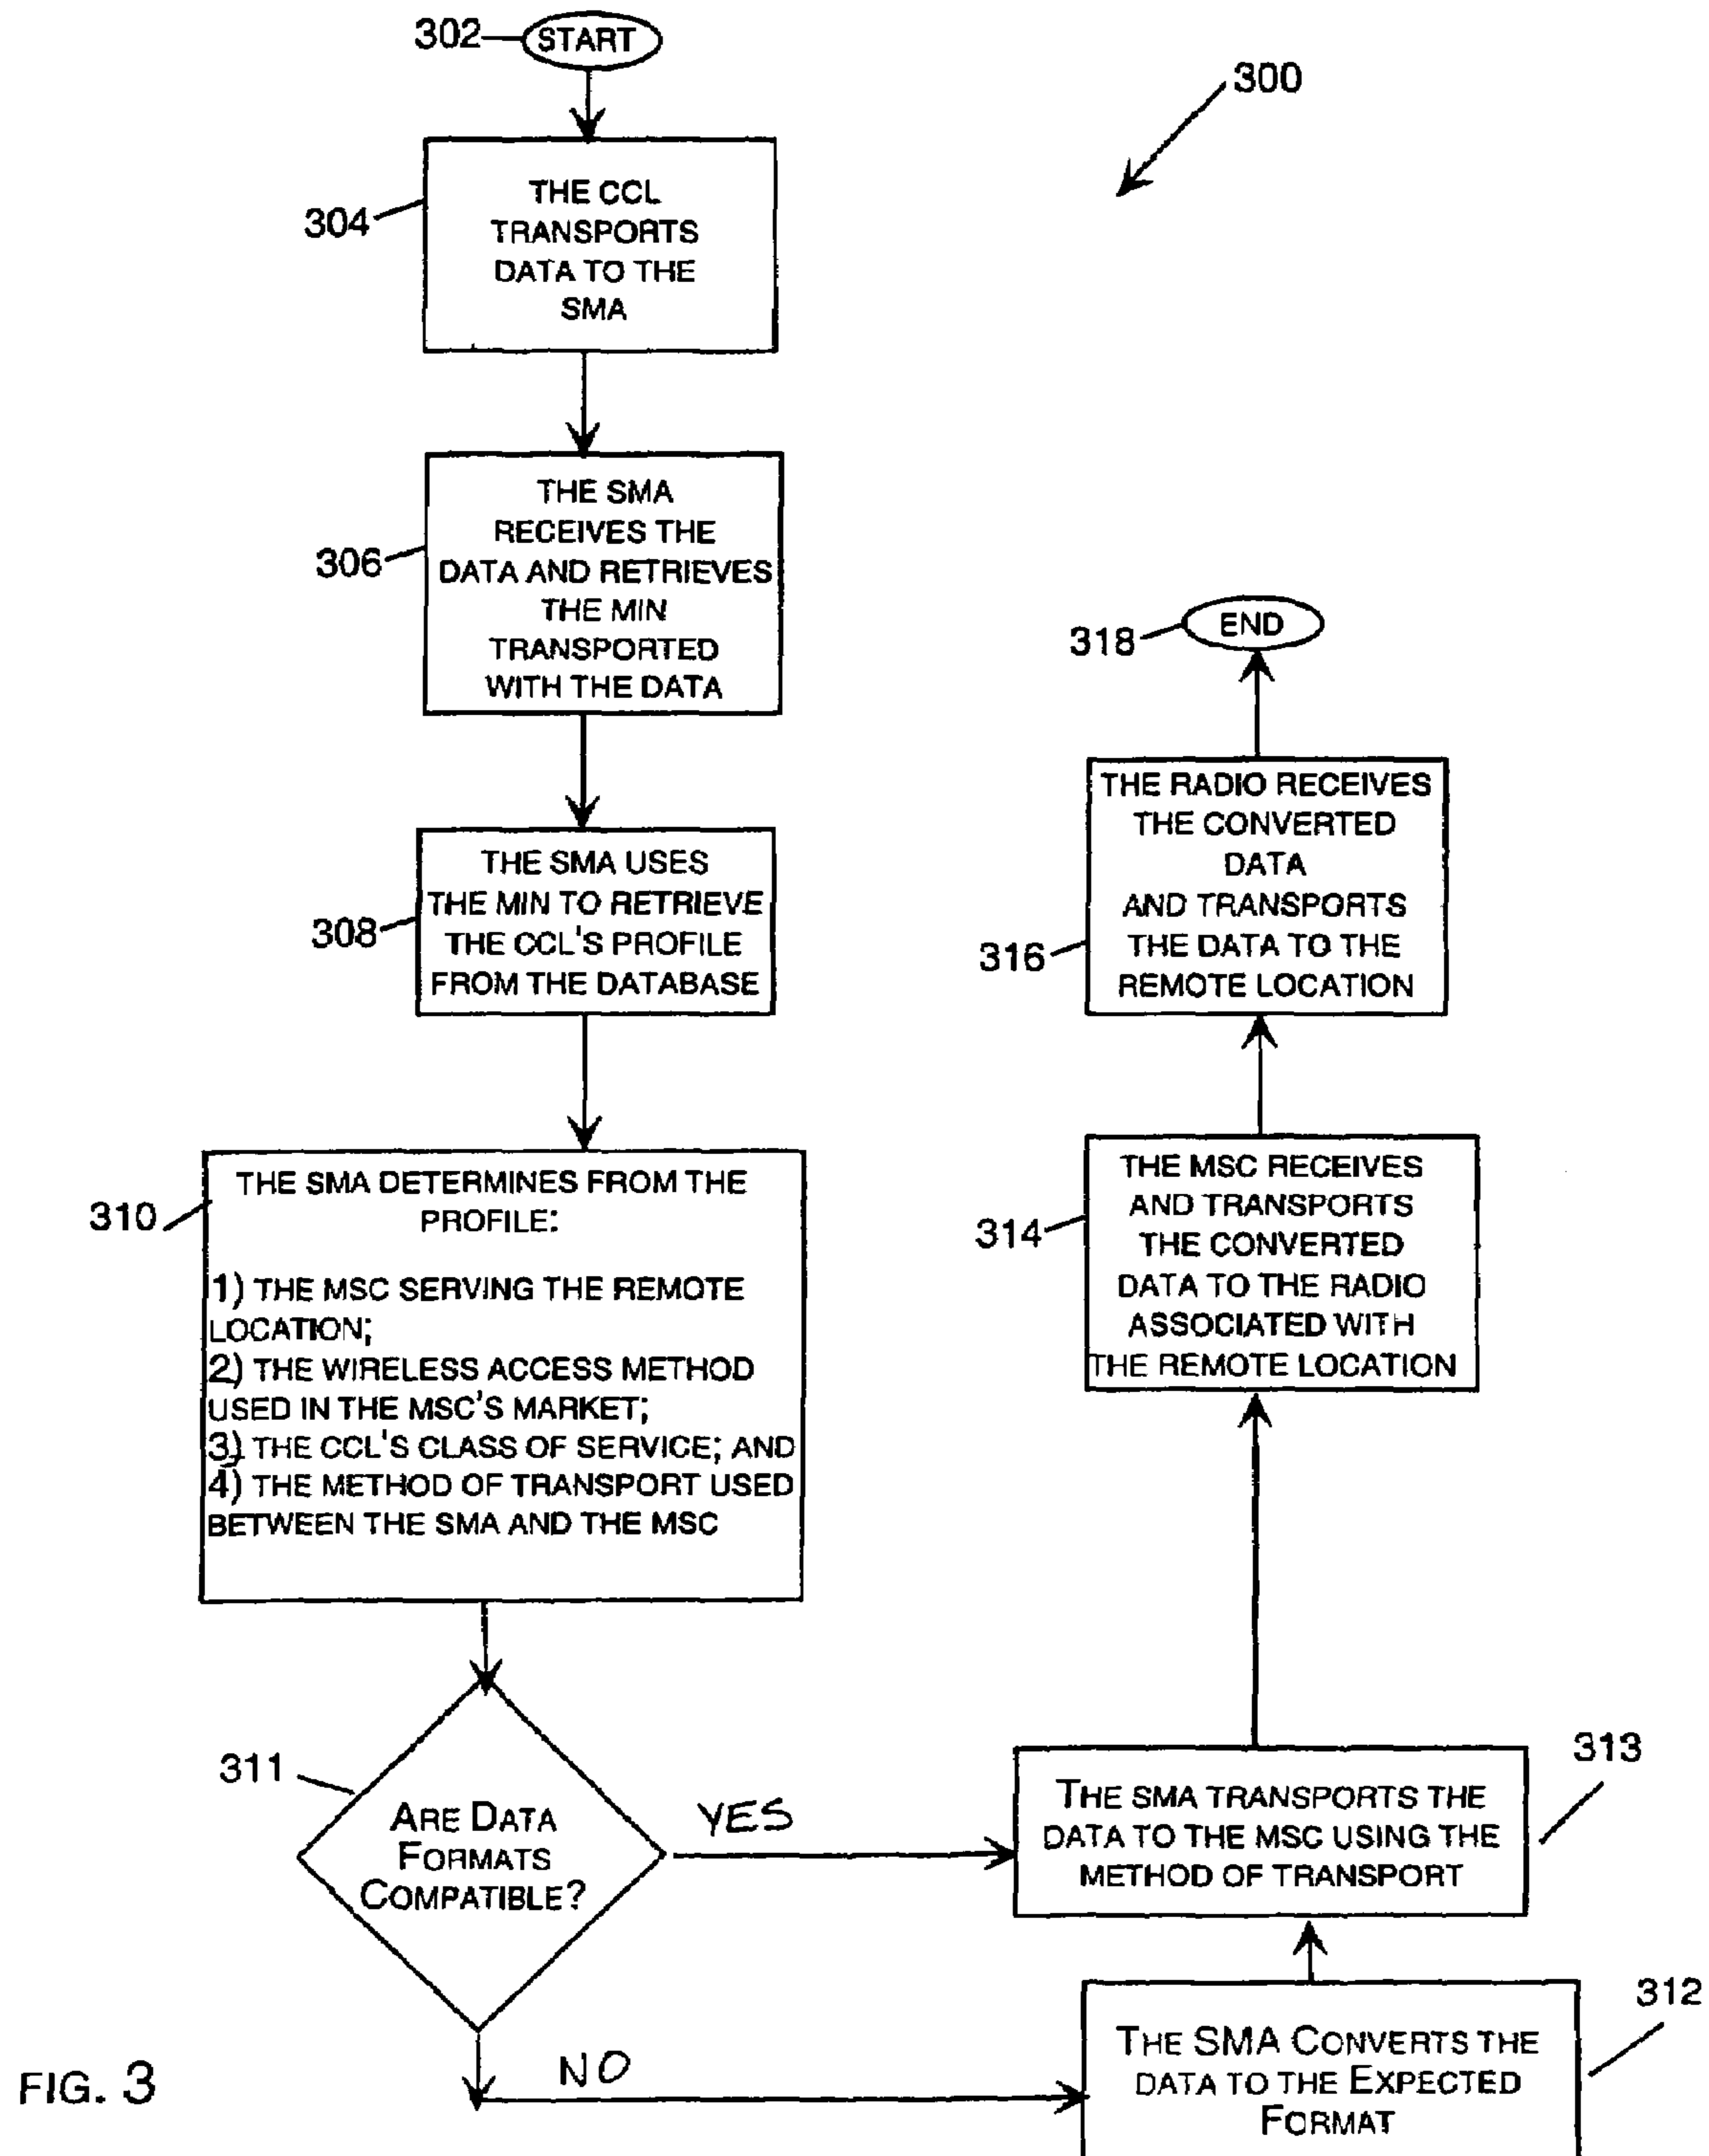 302
START
300
304
THE CCL
TRANSPORTS
DATA TO THE
SMA
306
THE SMA
RECEIVES THE
DATA AND RETRIEVES
THE MIN
TRANSPORTED
WITH THE DATA
308
THE SMA USES
THE MIN TO RETRIEVE
THE CCL'S PROFILE
FROM THE DATABASE
310
THE SMA DETERMINES FROM THE
PROFILE:
1) THE MSC SERVING THE REMOTE
LOCATION;
2) THE WIRELESS ACCESS METHOD
USED IN THE MSC'S MARKET;
3) THE CCL'S CLASS OF SERVICE; AND
4) THE METHOD OF TRANSPORT USED
BETWEEN THE SMA AND THE MSC
311
ARE DATA
FORMATS
COMPATIBLE?
YES
NO
312
THE SMA CONVERTS THE
DATA TO THE EXPECTED
FORMAT
313
THE SMA TRANSPORTS THE
DATA TO THE MSC USING THE
METHOD OF TRANSPORT
314
THE MSC RECEIVES
AND TRANSPORTS
THE CONVERTED
DATA TO THE RADIO
ASSOCIATED WITH
THE REMOTE LOCATION
316
THE RADIO RECEIVES
THE CONVERTED
DATA
AND TRANSPORTS
THE DATA TO THE
REMOTE LOCATION
318
END
FIG. 3